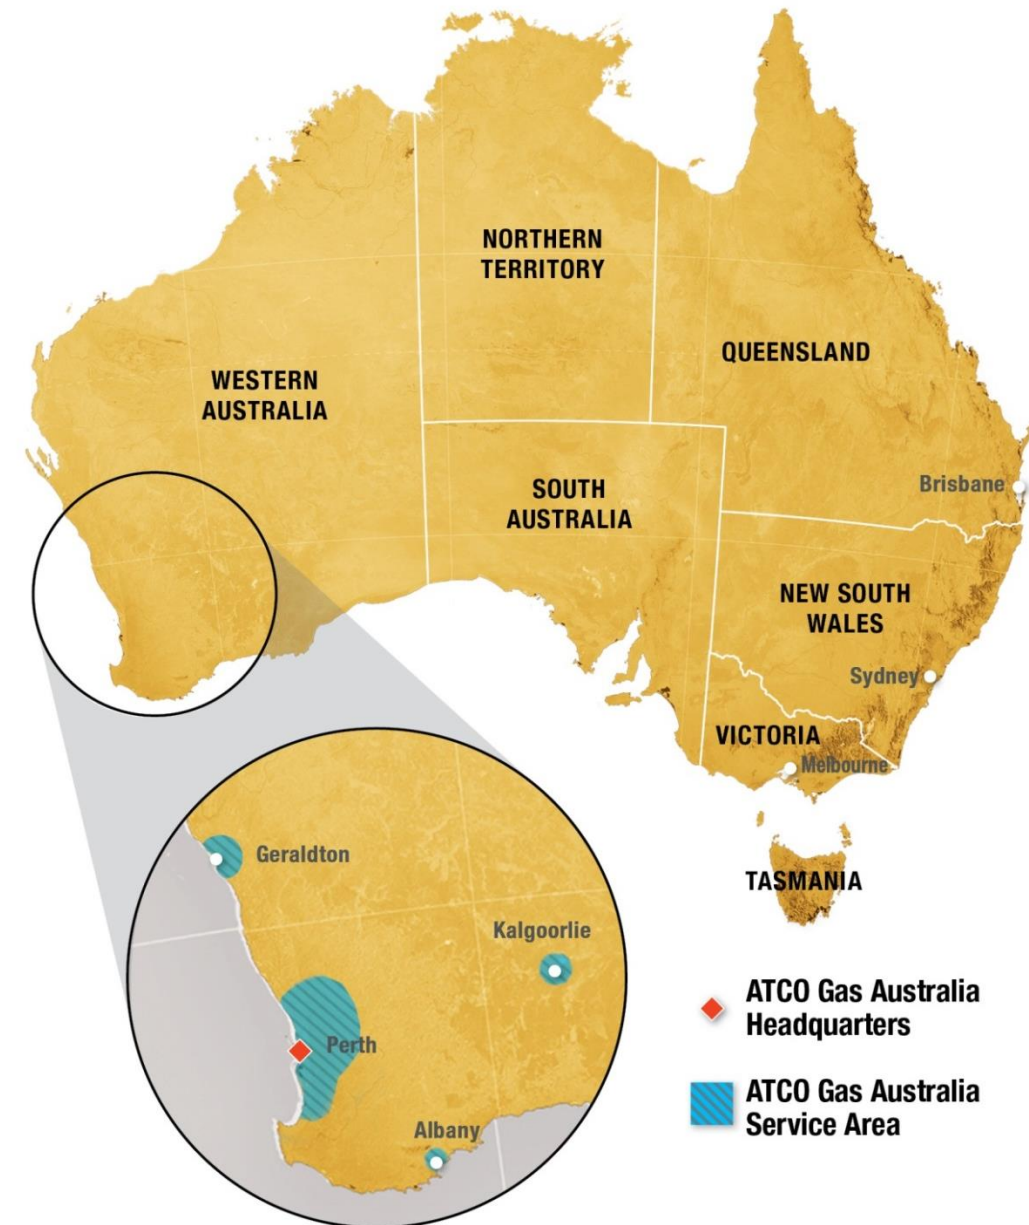 NORTHERN
TERRITORY
QUEENSLAND
WESTERN
AUSTRALIA
SOUTH
AUSTRALIA
Brisbane
NEW SOUTH
WALES
Sydney
VICTORIA
Melbourne
TASMANIA
Geraldton
Kalgoorlie
Perth
Albany
ATCO Gas Australia
Headquarters
ATCO Gas Australia
Service Area